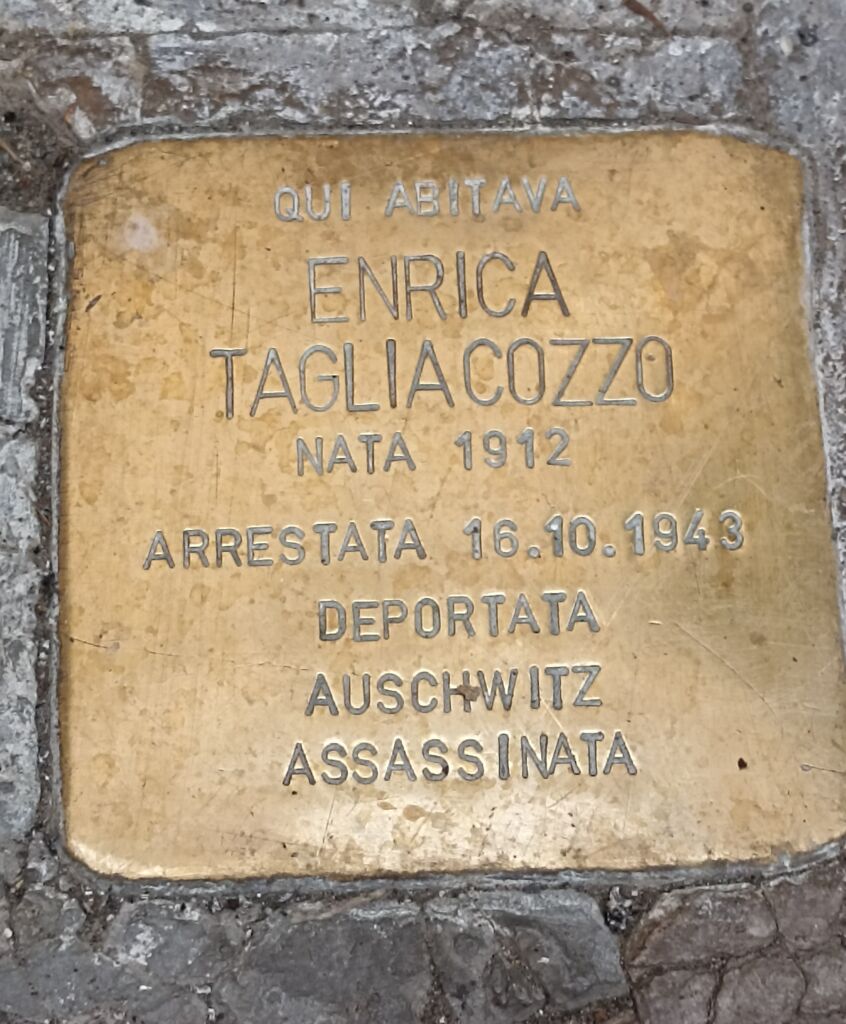 QUI ABITAVA
ENRICA
TAGLIACOZZO
NATA 1912
ARRESTATA 16.10.1943
DEPORTATA
AUSCHWITZ
ASSASSINATA